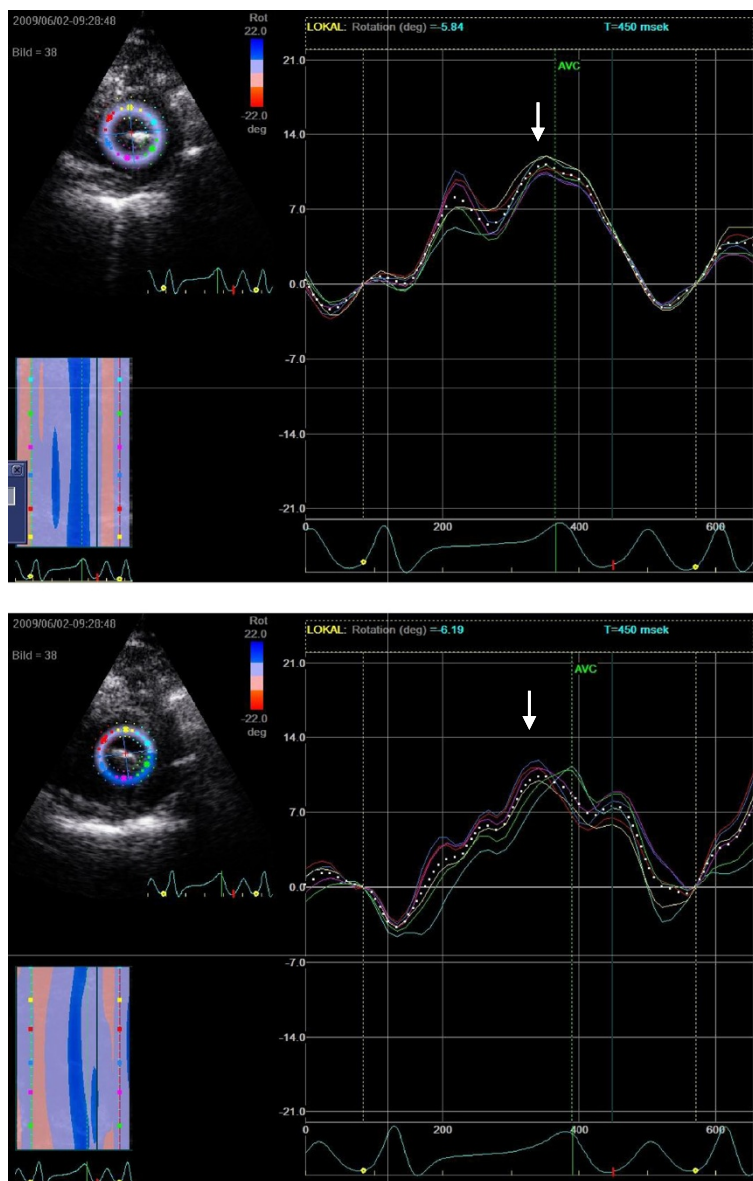 2009/06/02-09:28:48
Rot
22.0
Bild = 38
-22.0
deg
LOKAL: Rotation (deg) =-5.84 T=450 msek
21.0
AVC
14.0
7.0
0.0
-7.0
-14.0
-21.0
0 200 400 600
2009/06/02-09:28:48
Rot
22.0
Bild = 38
-22.0
deg
LOKAL: Rotation (deg) =-6.19 T=450 msek
21.0
AVC
14.0
7.0
0.0
-7.0
-14.0
-21.0
0 200 400 600